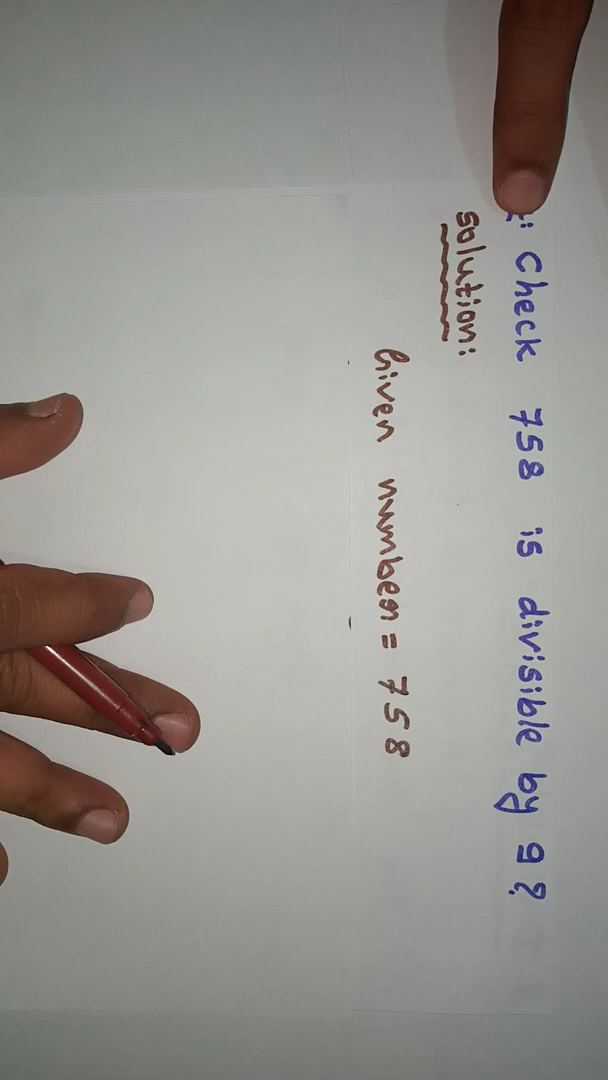 : Check 758 is divisible by 9?
Solution:
Given number = 758